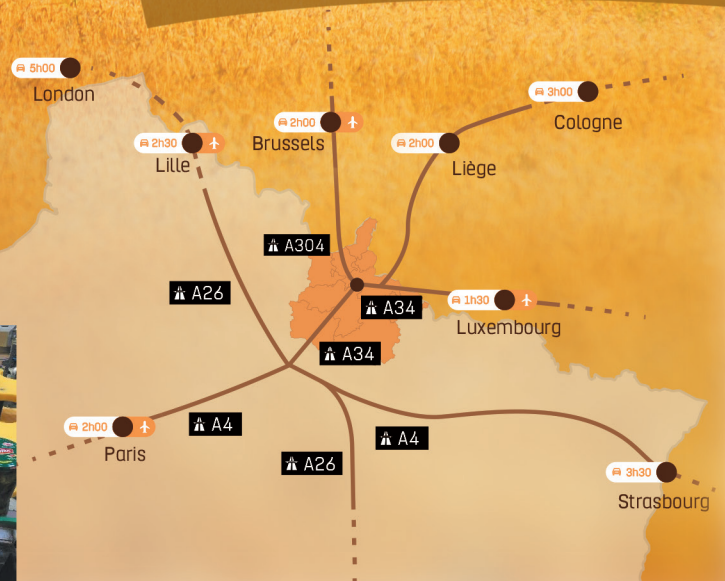 5h00
London
3h00
Cologne
2h00
Brussels
2h30
Lille
2h00
Liège
A304
A26
A34
1h30
Luxembourg
A34
2h00
Paris
A4
A4
A26
3h30
Strasbourg